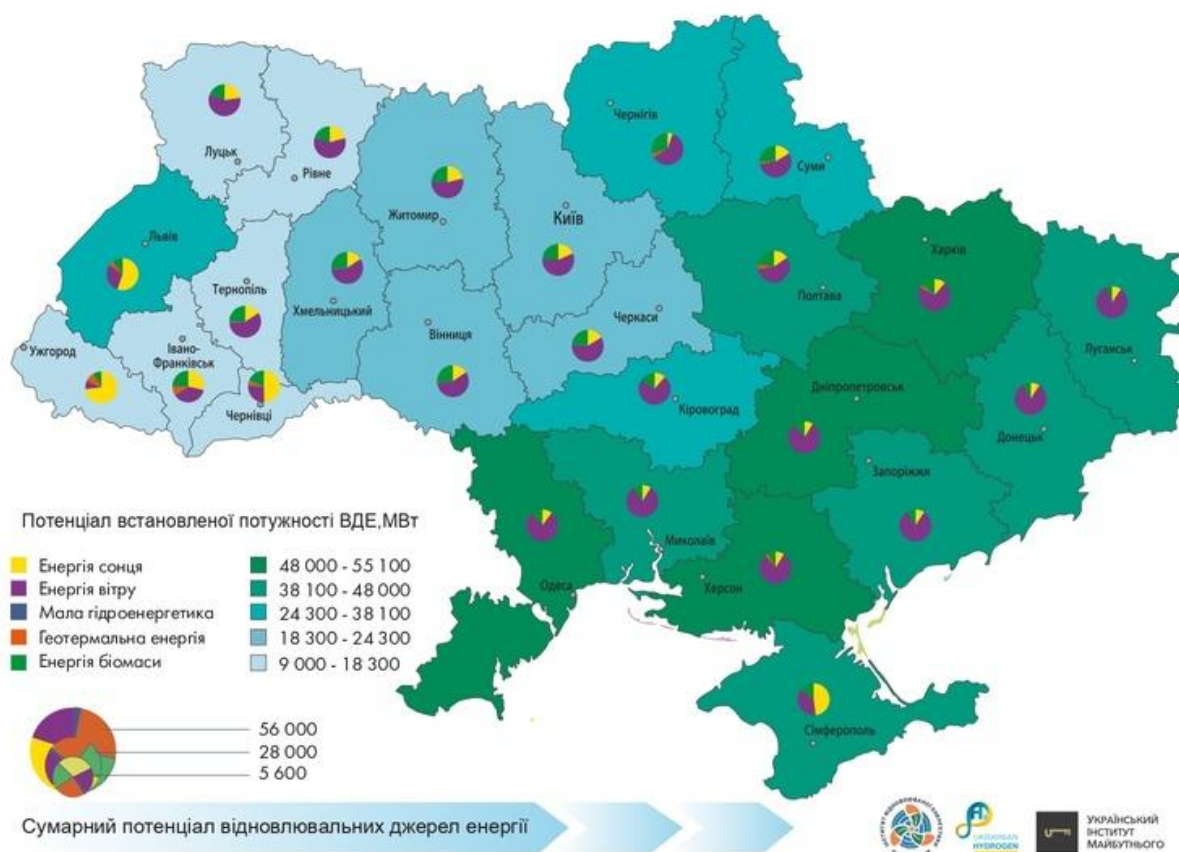 Чернігів
Суми
Луцьк
Рівне
Житомир
Київ
Львів
Харків
Тернопіль
Хмельницький
Полтава
Черкаси
Вінниця
Луганськ
Ужгород
Івано-
Франківськ
Чернівці
Кіровоград
Дніпропетровськ
Донецьк
Запоріжжя
Миколаїв
Херсон
Одеса
Сімферополь
Потенціал встановленої потужності ВДЕ,МВт
Енергія сонця
Енергія вітру
Мала гідроенергетика
Геотермальна енергія
Енергія біомаси
48 000 - 55 100
38 100 - 48 000
24 300 - 38 100
18 300 - 24 300
9 000 - 18 300
56 000
28 000
5 600
Сумарний потенціал відновлювальних джерел енергії
UKRAINIAN
HYDROGEN
УКРАЇНСЬКИЙ
ІНСТИТУТ
МАЙБУТНЬОГО